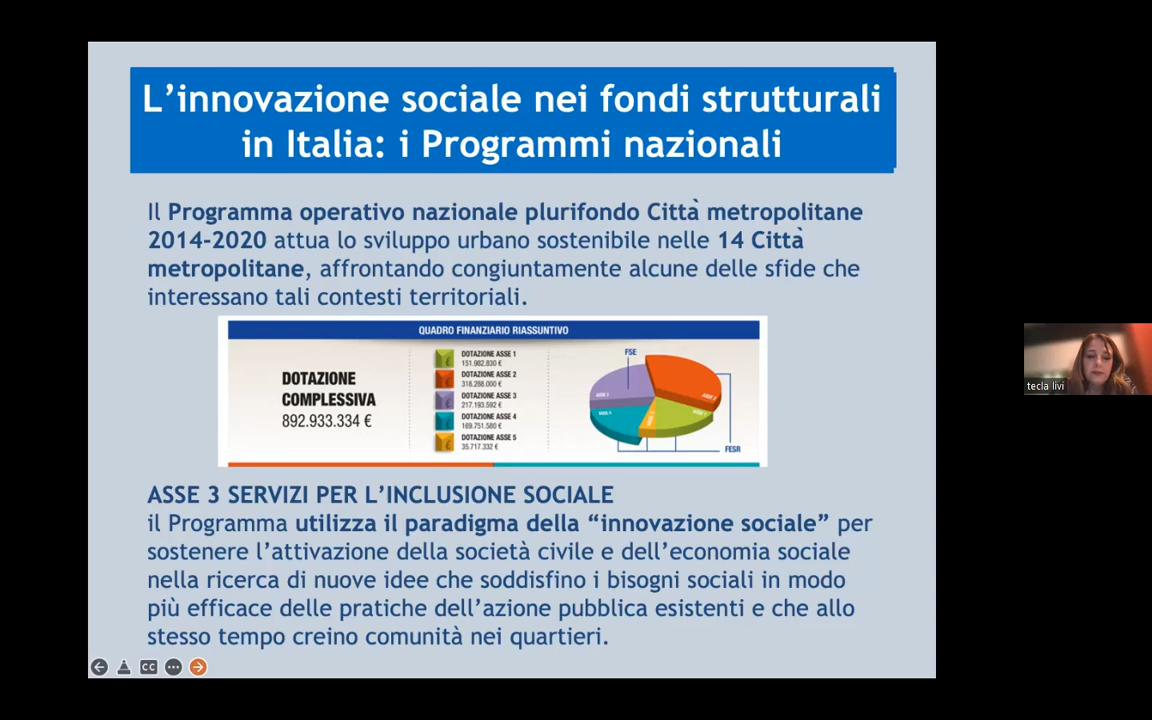 L’innovazione sociale nei fondi strutturali
in Italia: i Programmi nazionali
Il Programma operativo nazionale plurifondo Città metropolitane
2014-2020 attua lo sviluppo urbano sostenibile nelle 14 Città
metropolitane, affrontando congiuntamente alcune delle sfide che
interessano tali contesti territoriali.
QUADRO FINANZIARIO RIASSUNTIVO
DOTAZIONE
COMPLESSIVA
892.933.334 €
DOTAZIONE ASSE 1
151.982.830 €
DOTAZIONE ASSE 2
318.288.000 €
DOTAZIONE ASSE 3
217.193.592 €
DOTAZIONE ASSE 4
169.751.580 €
DOTAZIONE ASSE 5
35.717.332 €
FSE
FESR
ASSE 3 SERVIZI PER L’INCLUSIONE SOCIALE
il Programma utilizza il paradigma della “innovazione sociale” per
sostenere l’attivazione della società civile e dell’economia sociale
nella ricerca di nuove idee che soddisfino i bisogni sociali in modo
più efficace delle pratiche dell’azione pubblica esistenti e che allo
stesso tempo creino comunità nei quartieri.
CC
tecla livi